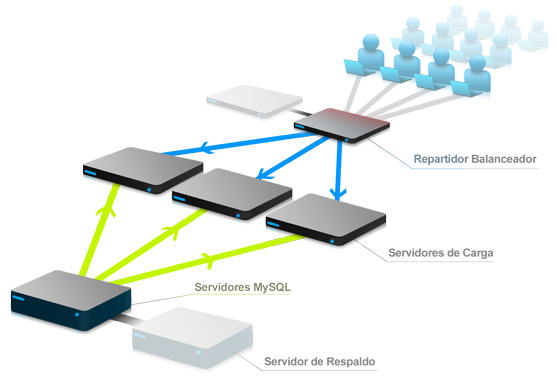 Repartidor Balanceador
Servidores de Carga
Servidores MySQL
Servidor de Respaldo